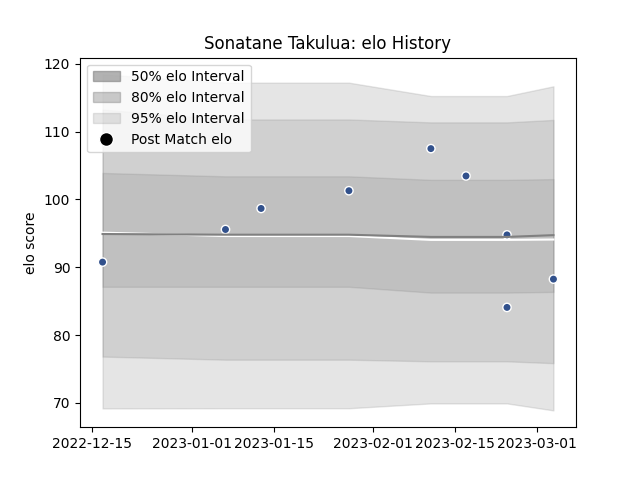 Sonatane Takulua: elo History
120
110
100
90
80
70
elo score
50% elo Interval
80% elo Interval
95% elo Interval
Post Match elo
2022-12-15 2023-01-01 2023-01-15 2023-02-01 2023-02-15 2023-03-01